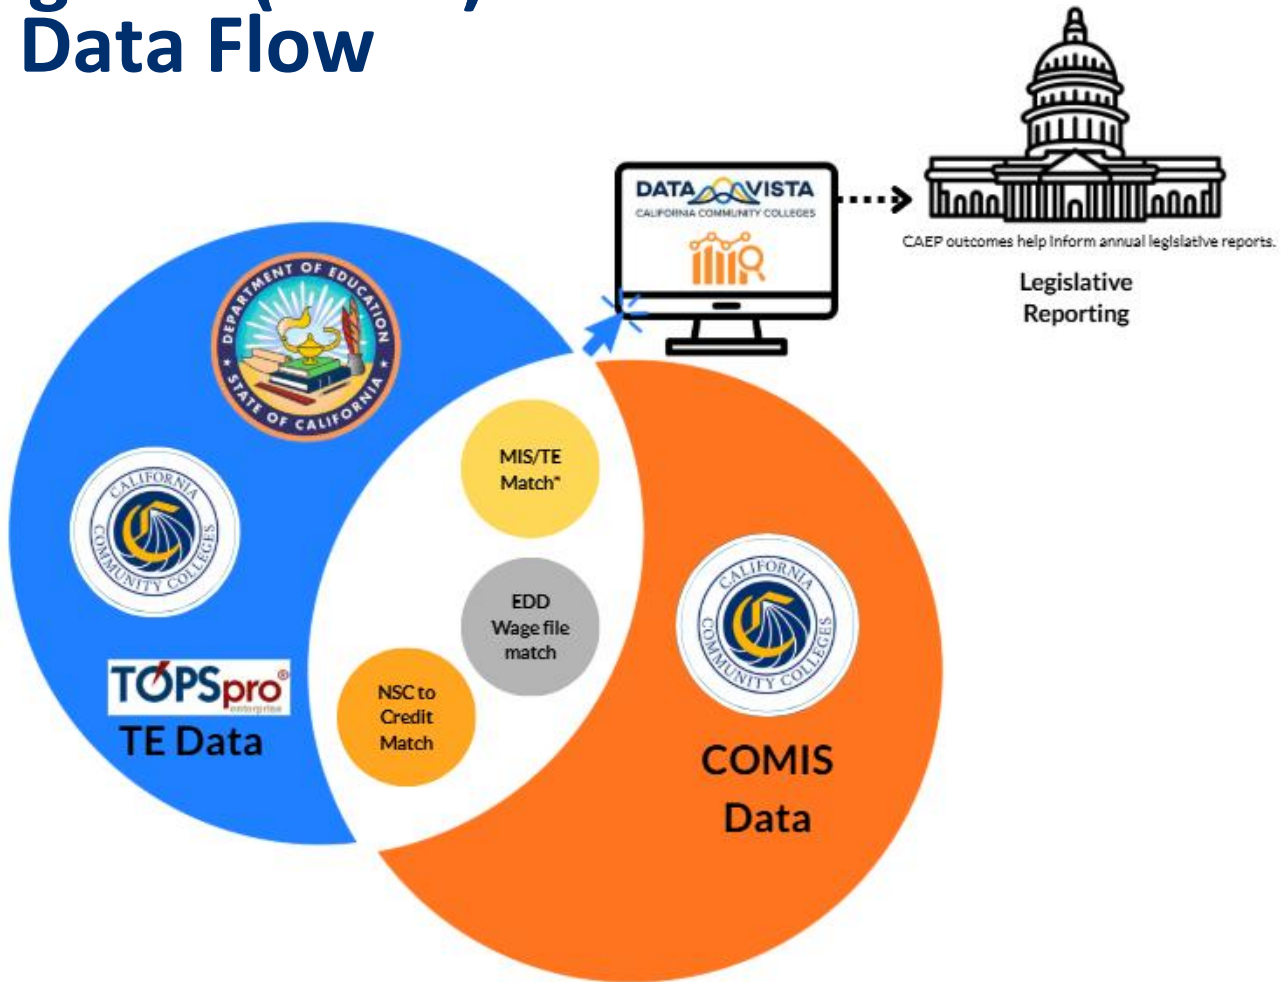 Data Flow
DATA VISTA
CALIFORNIA COMMUNITY COLLEGES
CAEP outcomes help inform annual legislative reports.
Legislative
Reporting
DEPARTMENT OF EDUCATION
STATE OF CALIFORNIA
MIS/TE
Match*
CALIFORNIA
COMMUNITY COLLEGES
EDD
Wage file
match
CALIFORNIA
COMMUNITY COLLEGES
TOPSpro®
enterprise
TE Data
NSC to
Credit
Match
COMIS
Data